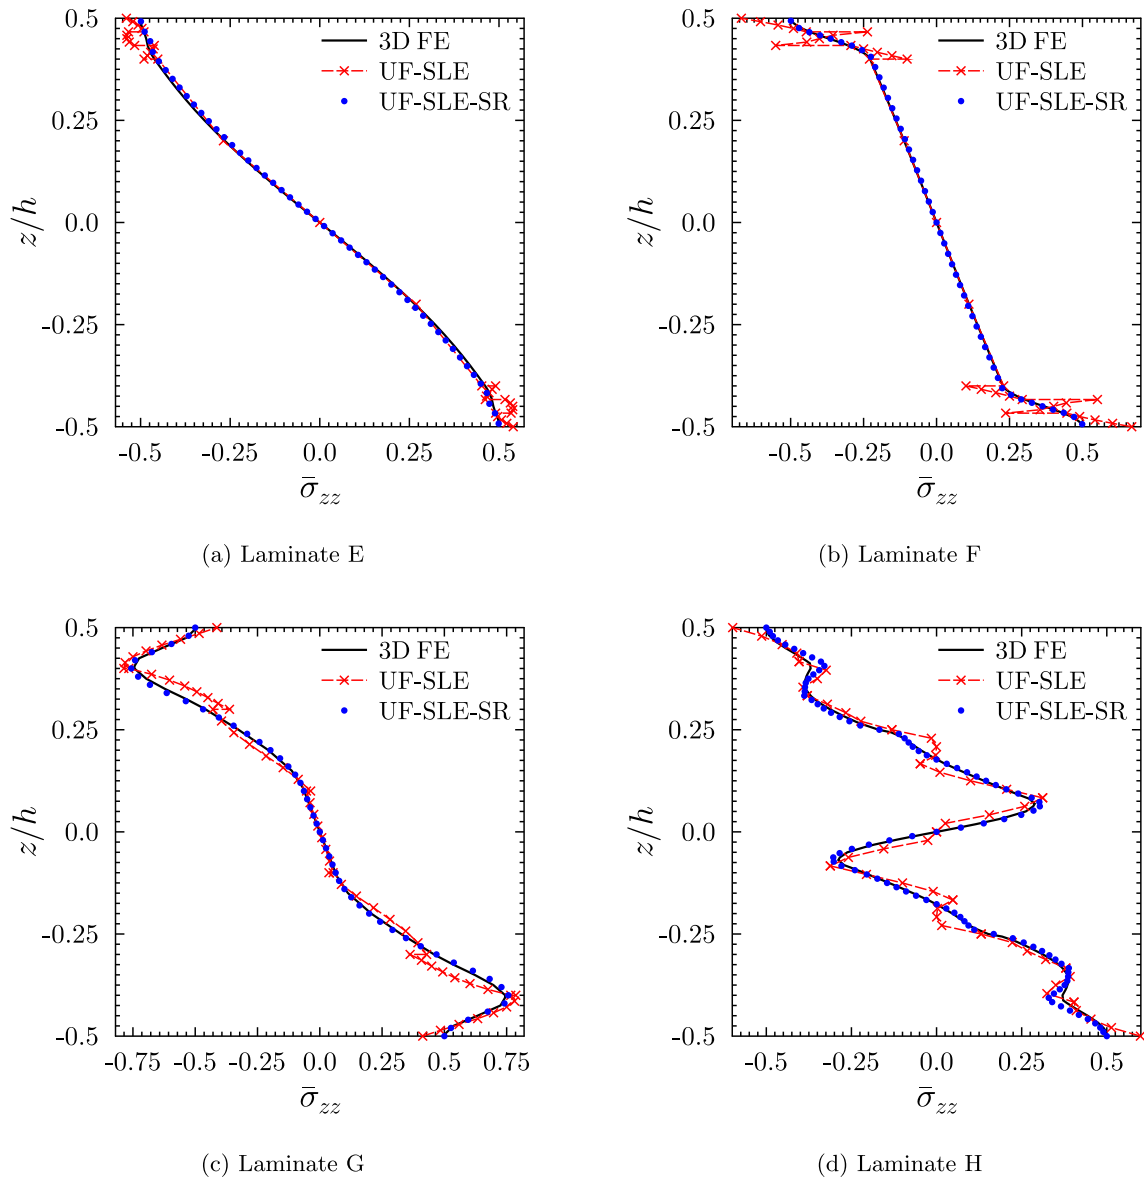 0.5
0.25
0.0
-0.25
-0.5
z/h
3D FE
UF-SLE
UF-SLE-SR
-0.5 -0.25 0.0 0.25 0.5
σ̄zz
(a) Laminate E
0.5
0.25
0.0
-0.25
-0.5
z/h
3D FE
UF-SLE
UF-SLE-SR
-0.5 -0.25 0.0 0.25 0.5
σ̄zz
(b) Laminate F
0.5
0.25
0.0
-0.25
-0.5
z/h
3D FE
UF-SLE
UF-SLE-SR
-0.75 -0.5 -0.25 0.0 0.25 0.5 0.75
σ̄zz
(c) Laminate G
0.5
0.25
0.0
-0.25
-0.5
z/h
3D FE
UF-SLE
UF-SLE-SR
-0.5 -0.25 0.0 0.25 0.5
σ̄zz
(d) Laminate H